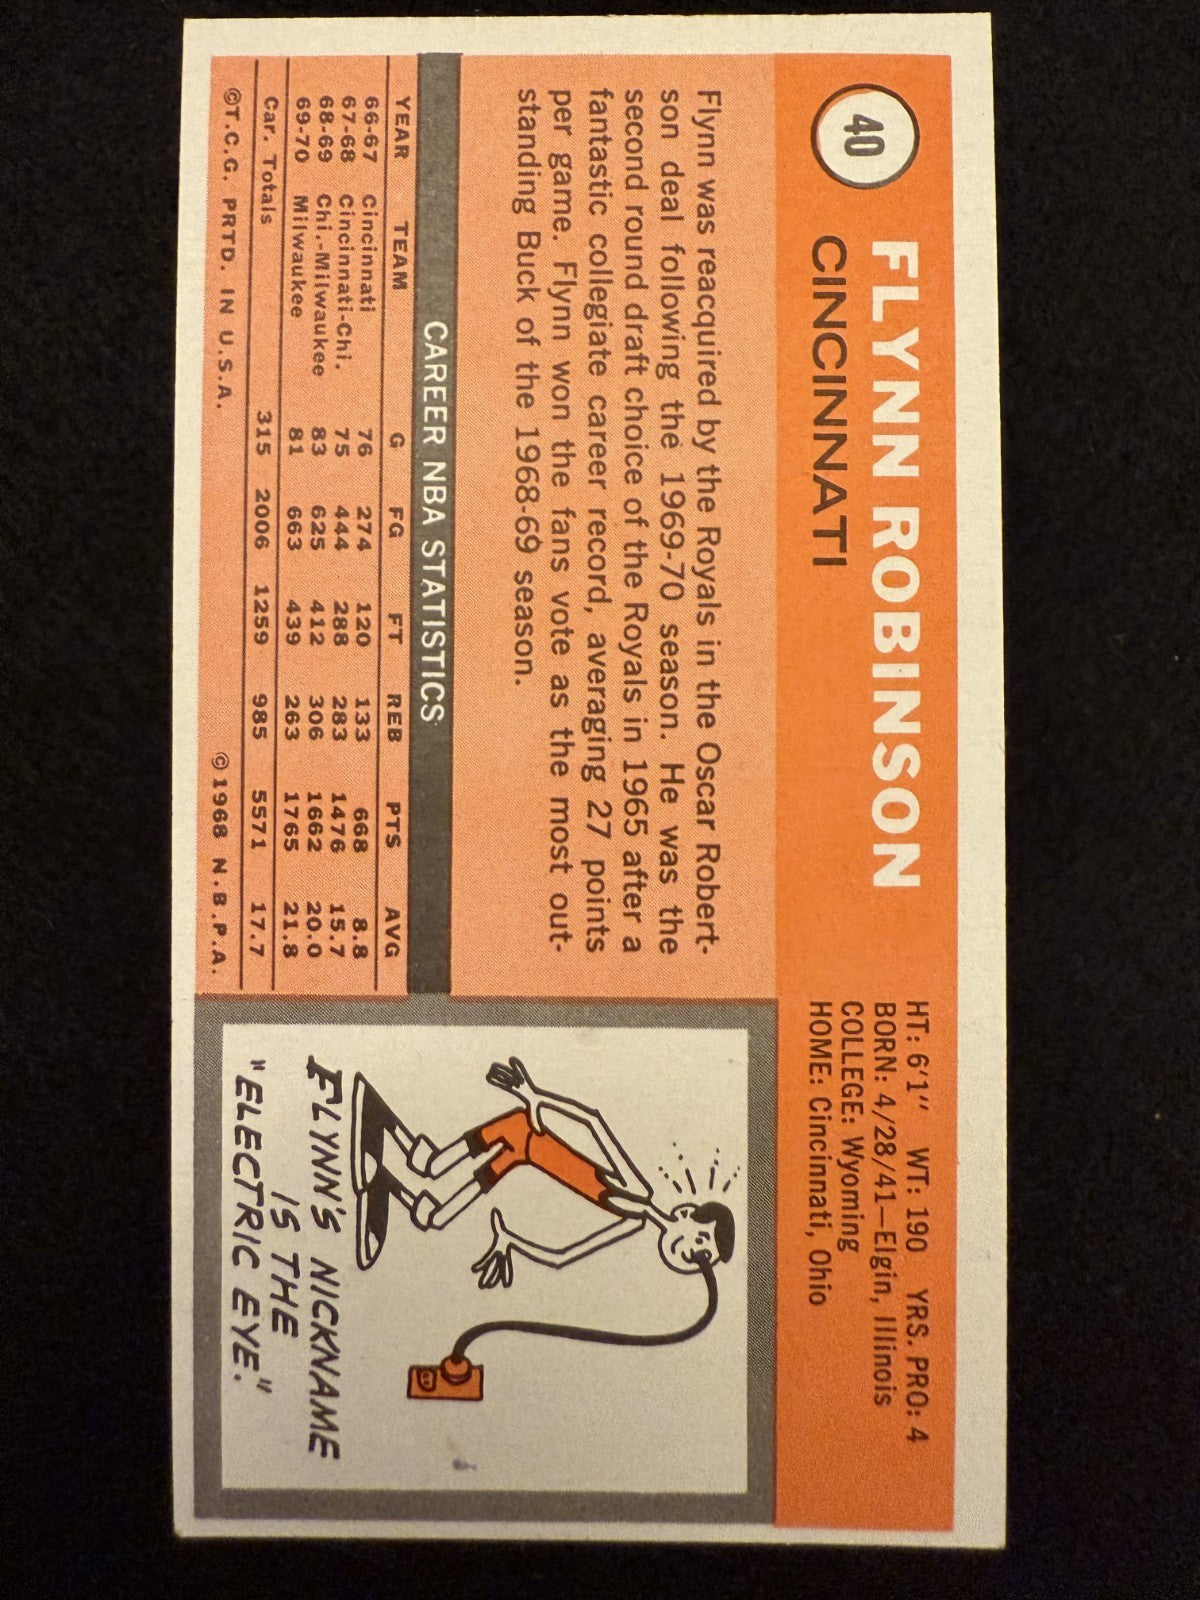 40
FLYNN ROBINSON
CINCINNATI
HT: 6'1" WT: 190 YRS. PRO: 4
BORN: 4/28/41—Elgin, Illinois
COLLEGE: Wyoming
HOME: Cincinnati, Ohio
Flynn was reacquired by the Royals in the Oscar Robert-
son deal following the 1969-70 season. He was the
second round draft choice of the Royals in 1965 after a
fantastic collegiate career record, averaging 27 points
per game. Flynn won the fans vote as the most out-
standing Buck of the 1968-69 season.
CAREER NBA STATISTICS
YEAR TEAM G FG FT REB PTS AVG
66-67 Cincinnati 76 274 120 133 668 8.8
67-68 Cincinnati-Chi. 75 444 288 283 1476 15.7
68-69 Chi.-Milwaukee 83 625 412 306 1662 20.0
69-70 Milwaukee 81 663 439 263 1765 21.8
Car. Totals 315 2006 1259 985 5571 17.7
©T.C.G. PRTD. IN U.S.A. ©1968 N.B.P.A.
FLYNN'S NICKNAME
IS THE
"ELECTRIC EYE."